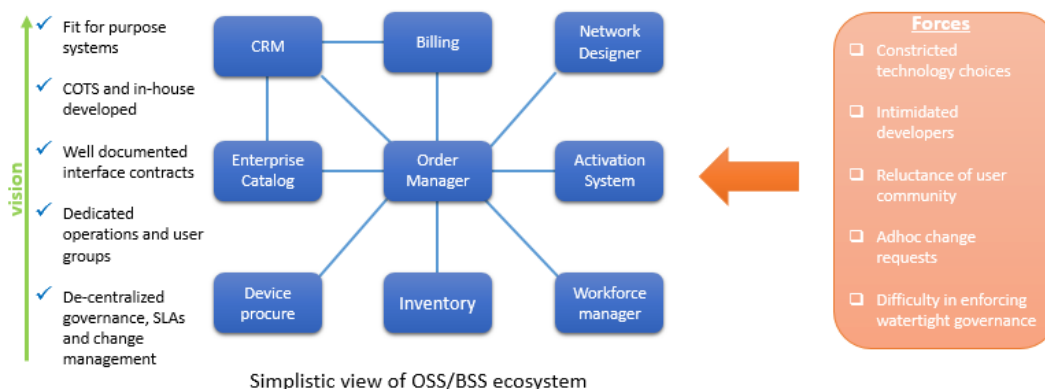 vision
Fit for purpose
systems
COTS and in-house
developed
Well documented
interface contracts
Dedicated
operations and user
groups
De-centralized
governance, SLAs
and change
management
CRM
Billing
Network
Designer
Enterprise
Catalog
Order
Manager
Activation
System
Device
procure
Inventory
Workforce
manager
Simplistic view of OSS/BSS ecosystem
Forces
Constricted
technology choices
Intimidated
developers
Reluctance of user
community
Adhoc change
requests
Difficulty in enforcing
watertight governance